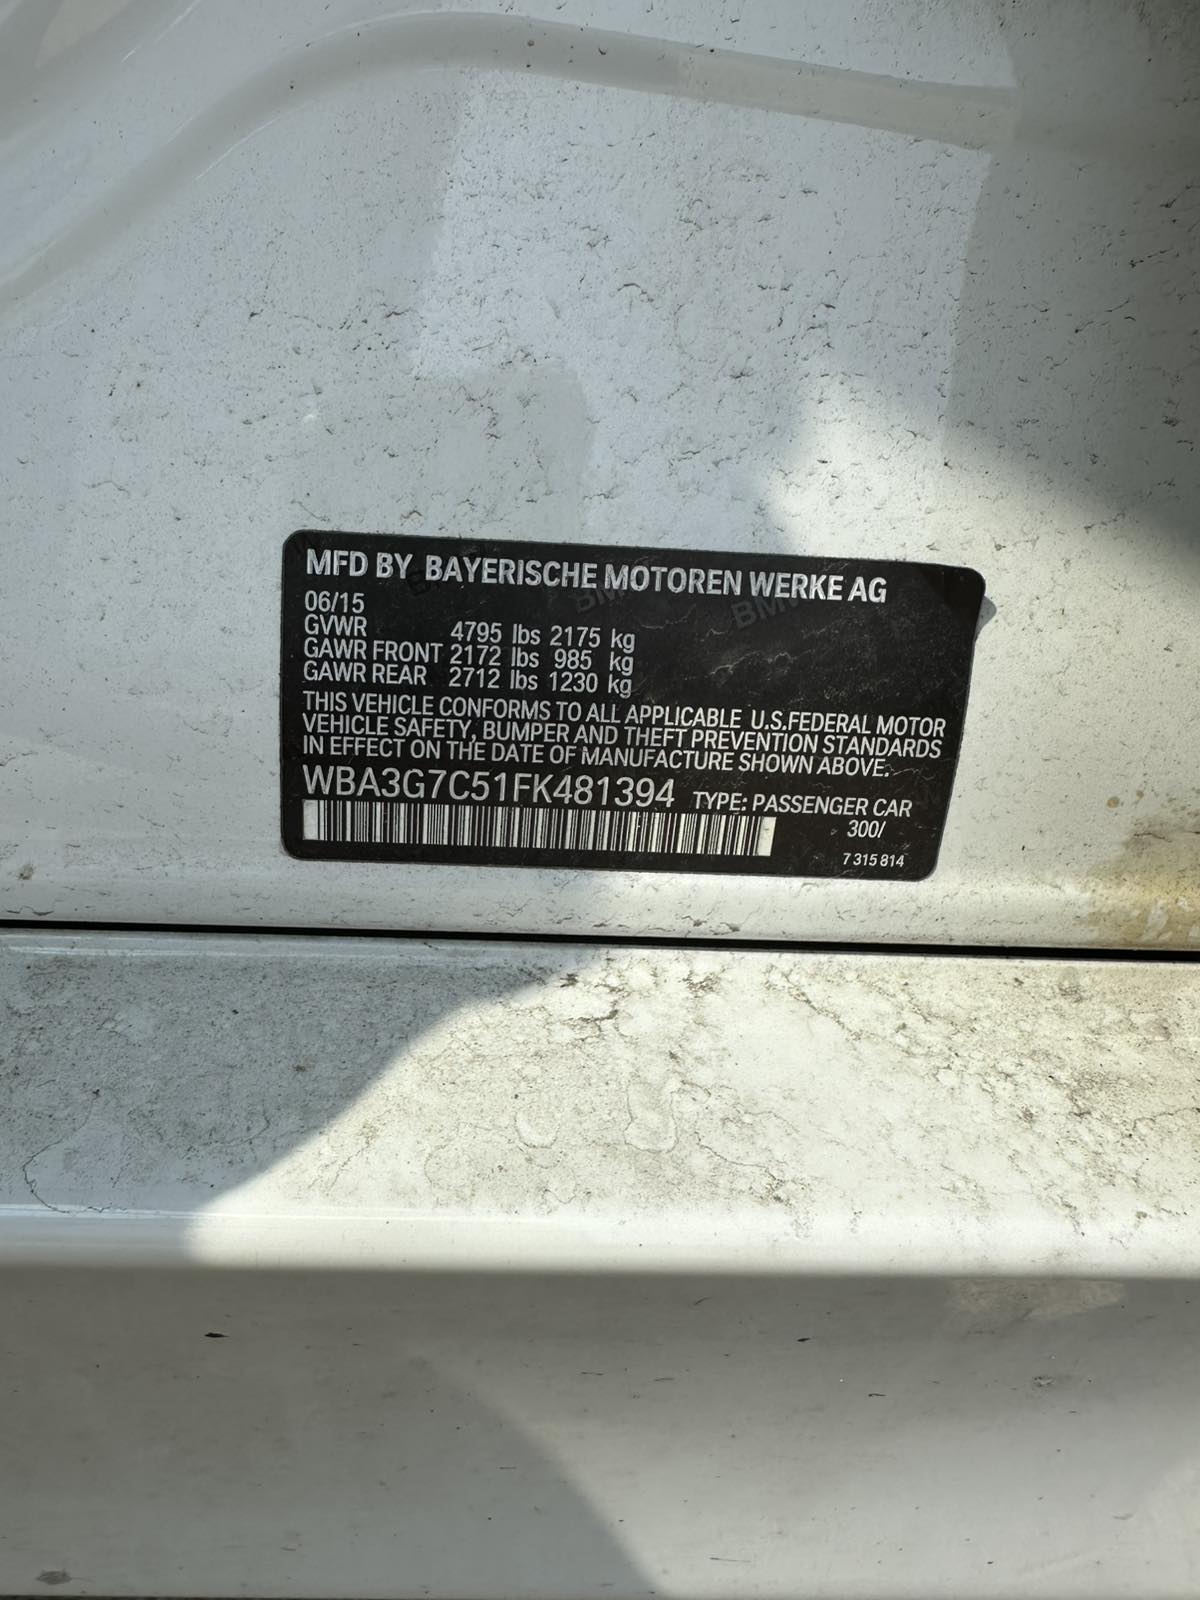 MFD BY BAYERISCHE MOTOREN WERKE AG
06/15
GVWR 4795 lbs 2175 kg
GAWR FRONT 2172 lbs 985 kg
GAWR REAR 2712 lbs 1230 kg
THIS VEHICLE CONFORMS TO ALL APPLICABLE U.S.FEDERAL MOTOR
VEHICLE SAFETY, BUMPER AND THEFT PREVENTION STANDARDS
IN EFFECT ON THE DATE OF MANUFACTURE SHOWN ABOVE.
WBA3G7C51FK481394 TYPE: PASSENGER CAR
300/
7 315 814